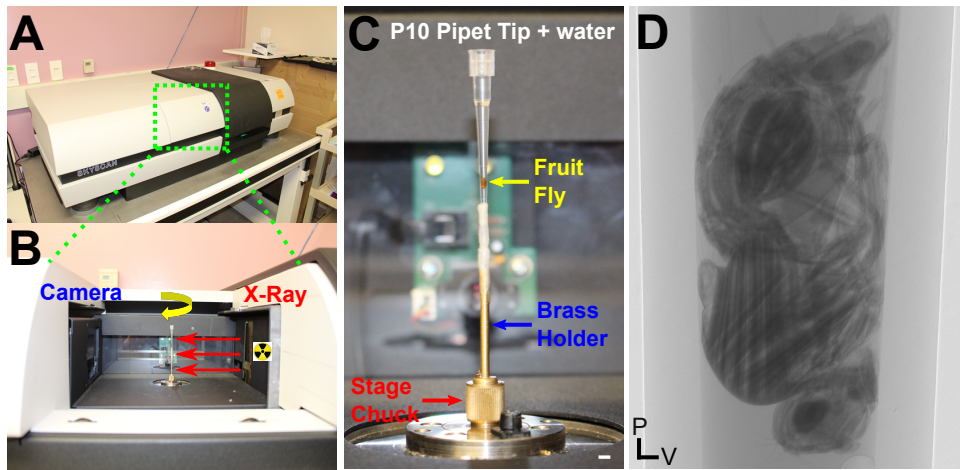 A
SKYSCAN
B
Camera
X-Ray
C
P10 Pipet Tip + water
Fruit
Fly
Brass
Holder
Stage
Chuck
D
P
V